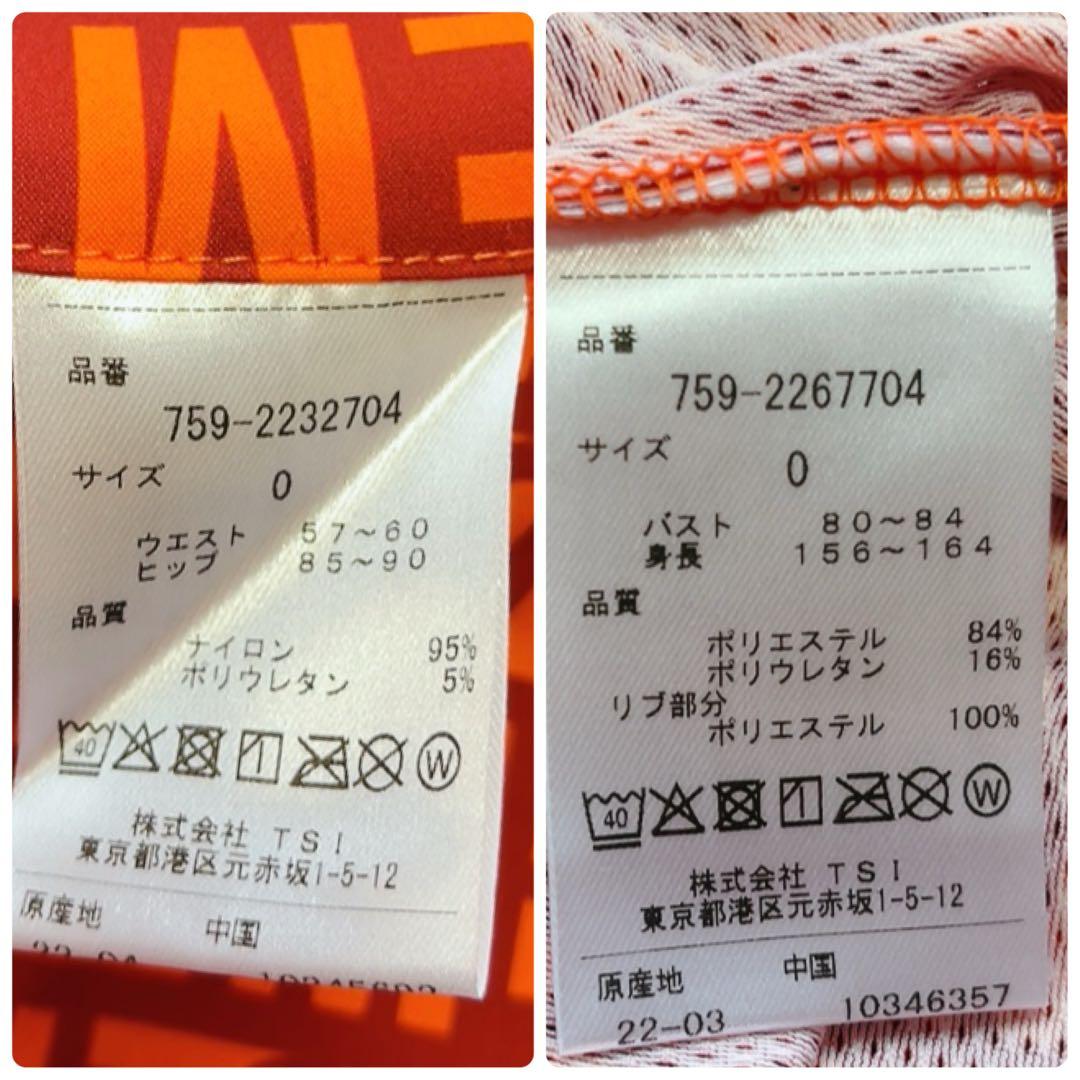 品番
759-2232704
サイズ 0
ウエスト 57～60
ヒップ 85～90
品質
ナイロン 95%
ポリウレタン 5%
40
W
株式会社 TSI
東京都港区元赤坂1-5-12
原産地 中国
品番
759-2267704
サイズ 0
バスト 80～84
身長 156～164
品質
ポリエステル 84%
ポリウレタン 16%
リブ部分
ポリエステル 100%
40
W
株式会社 TSI
東京都港区元赤坂1-5-12
原産地 中国
22-03 10346357